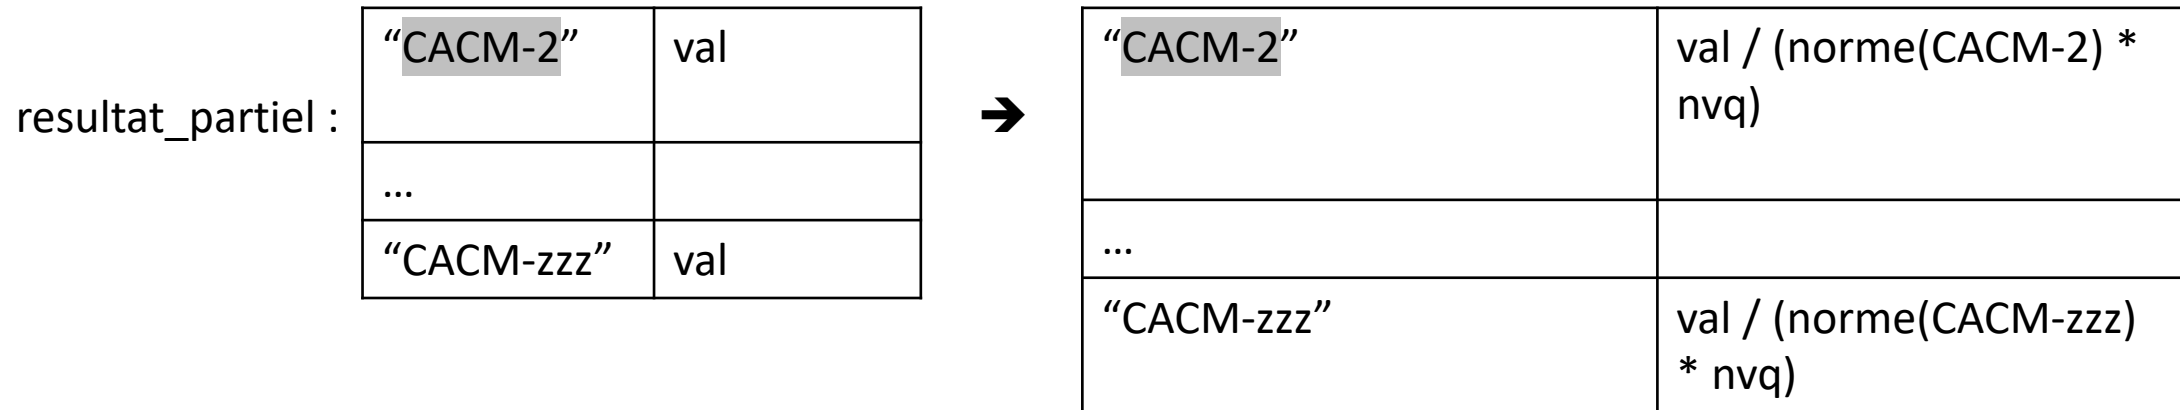 resultat_partiel :
“CACM-2” val
…
“CACM-zzz” val
➔
“CACM-2” val / (norme(CACM-2) *
nvq)
…
“CACM-zzz” val / (norme(CACM-zzz)
* nvq)